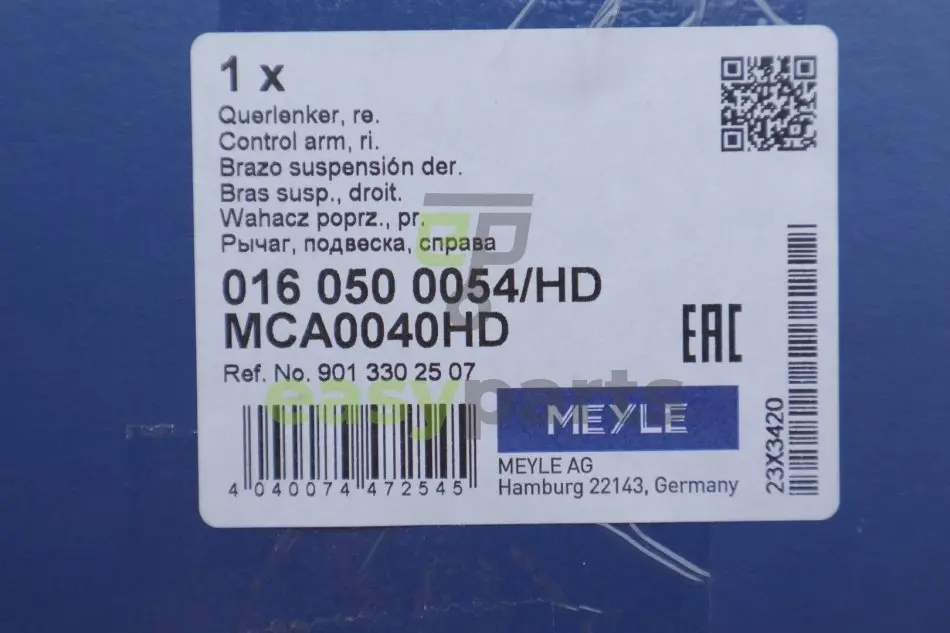 1 x
Querlenker, re.
Control arm, ri.
Brazo suspensión der.
Bras susp., droit.
Wahacz poprz., pr.
Рычаг, подвеска, справа
016 050 0054/HD
MCA0040HD
EAC
Ref. No. 901 330 25 07
easyparts
MEYLE
MEYLE AG
Hamburg 22143, Germany
4 040074 472545
23X3420